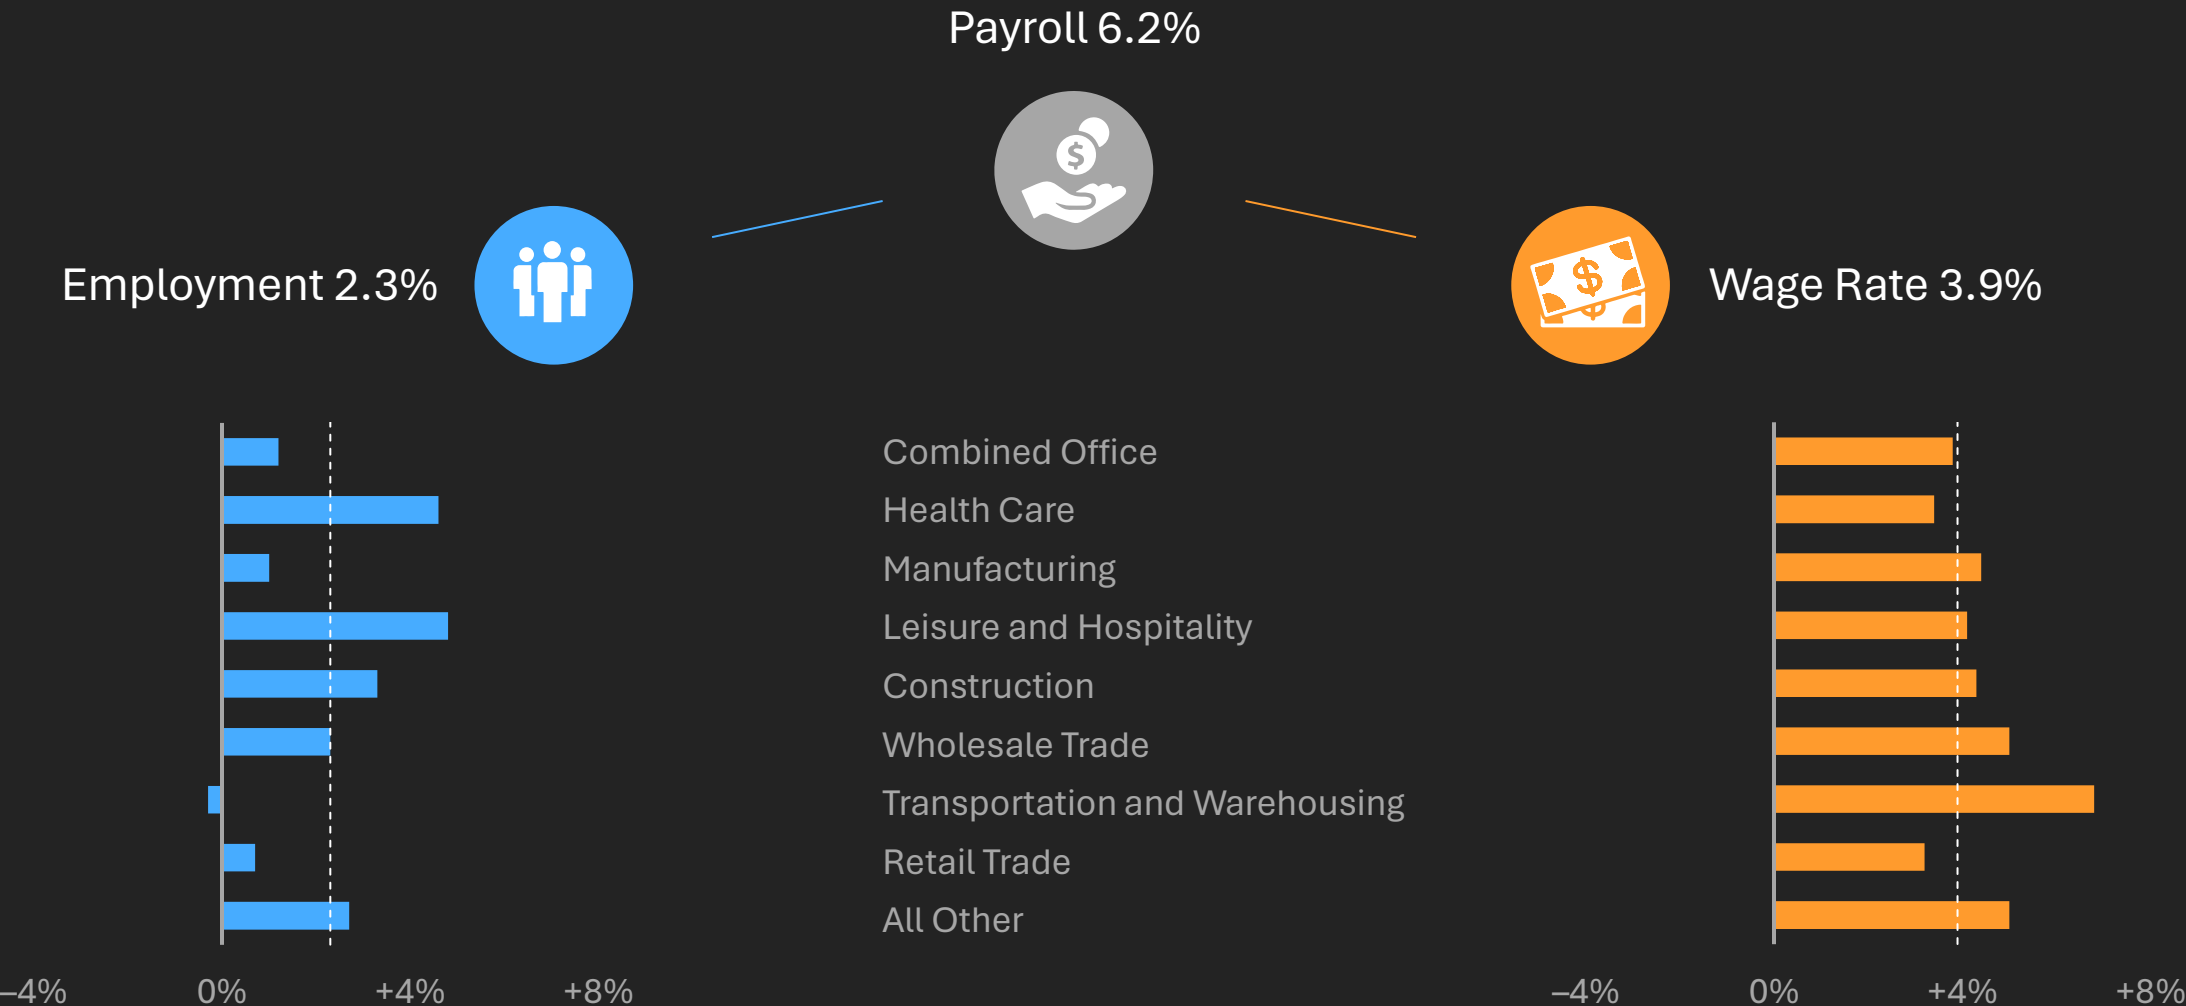 Payroll 6.2%
Employment 2.3%
Wage Rate 3.9%
Combined Office
Health Care
Manufacturing
Leisure and Hospitality
Construction
Wholesale Trade
Transportation and Warehousing
Retail Trade
All Other
–4% 0% +4% +8%
–4% 0% +4% +8%